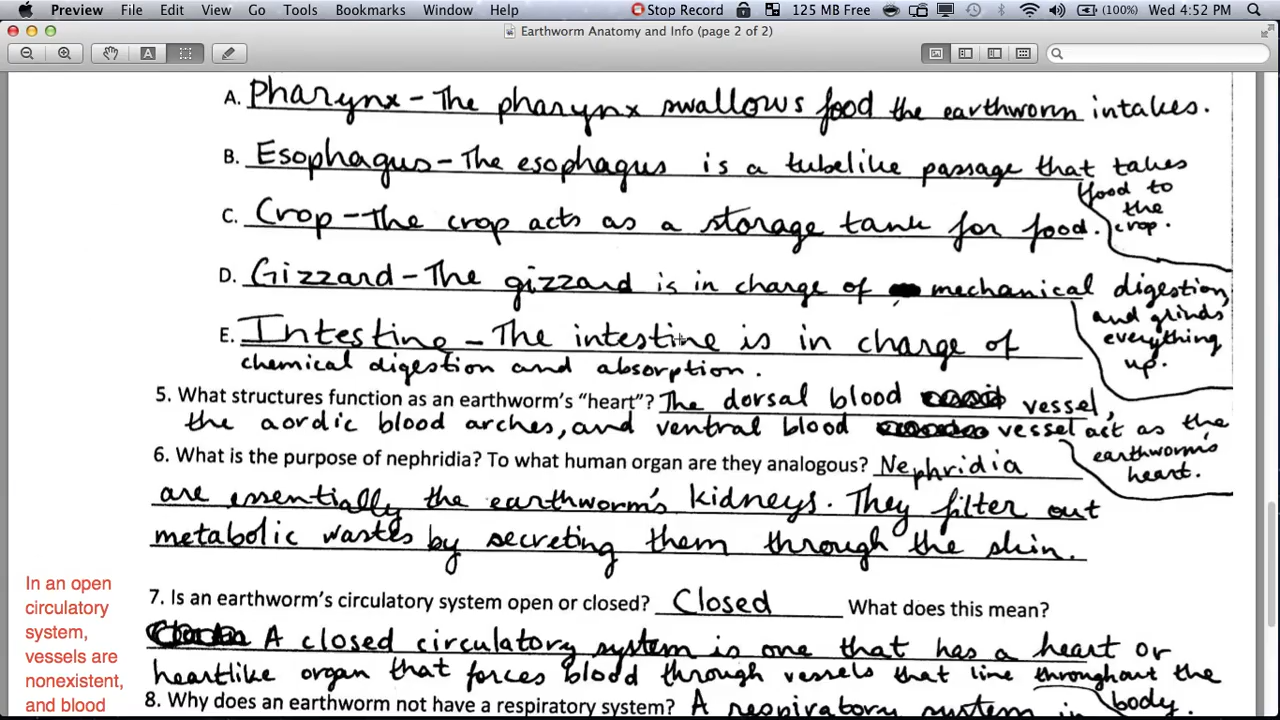 Preview File Edit View Go Tools Bookmarks Window Help Stop Record 125 MB Free (100%) Wed 4:52 PM
Earthworm Anatomy and Info (page 2 of 2)
A. Pharynx – The pharynx swallows food the earthworm intakes.
B. Esophagus – The esophagus is a tubelike passage that takes
food to
the
crop.
C. Crop – The crop acts as a storage tank for food.
D. Gizzard – The gizzard is in charge of mechanical digestion,
and grinds
everything
up.
E. Intestine – The intestine is in charge of
chemical digestion and absorption.
5. What structures function as an earthworm's "heart"? The dorsal blood vessel,
the aordic blood arches, and ventral blood vessel act as the
earthworm's
heart.
6. What is the purpose of nephridia? To what human organ are they analogous? Nephridia
are essentially the earthworm's kidneys. They filter out
metabolic wastes by secreting them through the skin.
In an open
circulatory
system,
vessels are
nonexistent,
and blood
7. Is an earthworm's circulatory system open or closed? Closed What does this mean?
A closed circulatory system is one that has a heart or
heartlike organ that forces blood through vessels that line throughout the
body.
8. Why does an earthworm not have a respiratory system? A respiratory system in